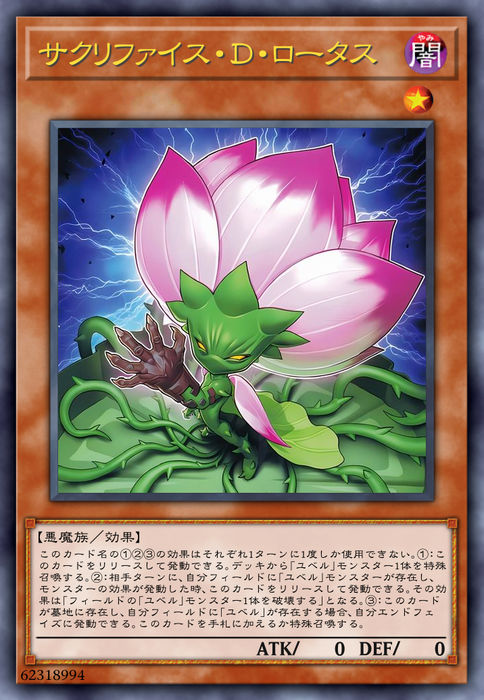 サクリファイス・D・ロータス
やみ
闇
【悪魔族／効果】
このカード名の①②③の効果はそれぞれ1ターンに1度しか使用できない。①：こ
のカードをリリースして発動できる。デッキから「ユベル」モンスター1体を特殊
召喚する。②：相手ターンに、自分フィールドに「ユベル」モンスターが存在し、
モンスターの効果が発動した時、このカードをリリースして発動できる。その効
果は「フィールドの「ユベル」モンスター1体を破壊する」となる。③：このカード
が墓地に存在し、自分フィールドに「ユベル」が存在する場合、自分エンドフェ
イズに発動できる。このカードを手札に加えるか特殊召喚する。
ATK/ 0 DEF/ 0
62318994